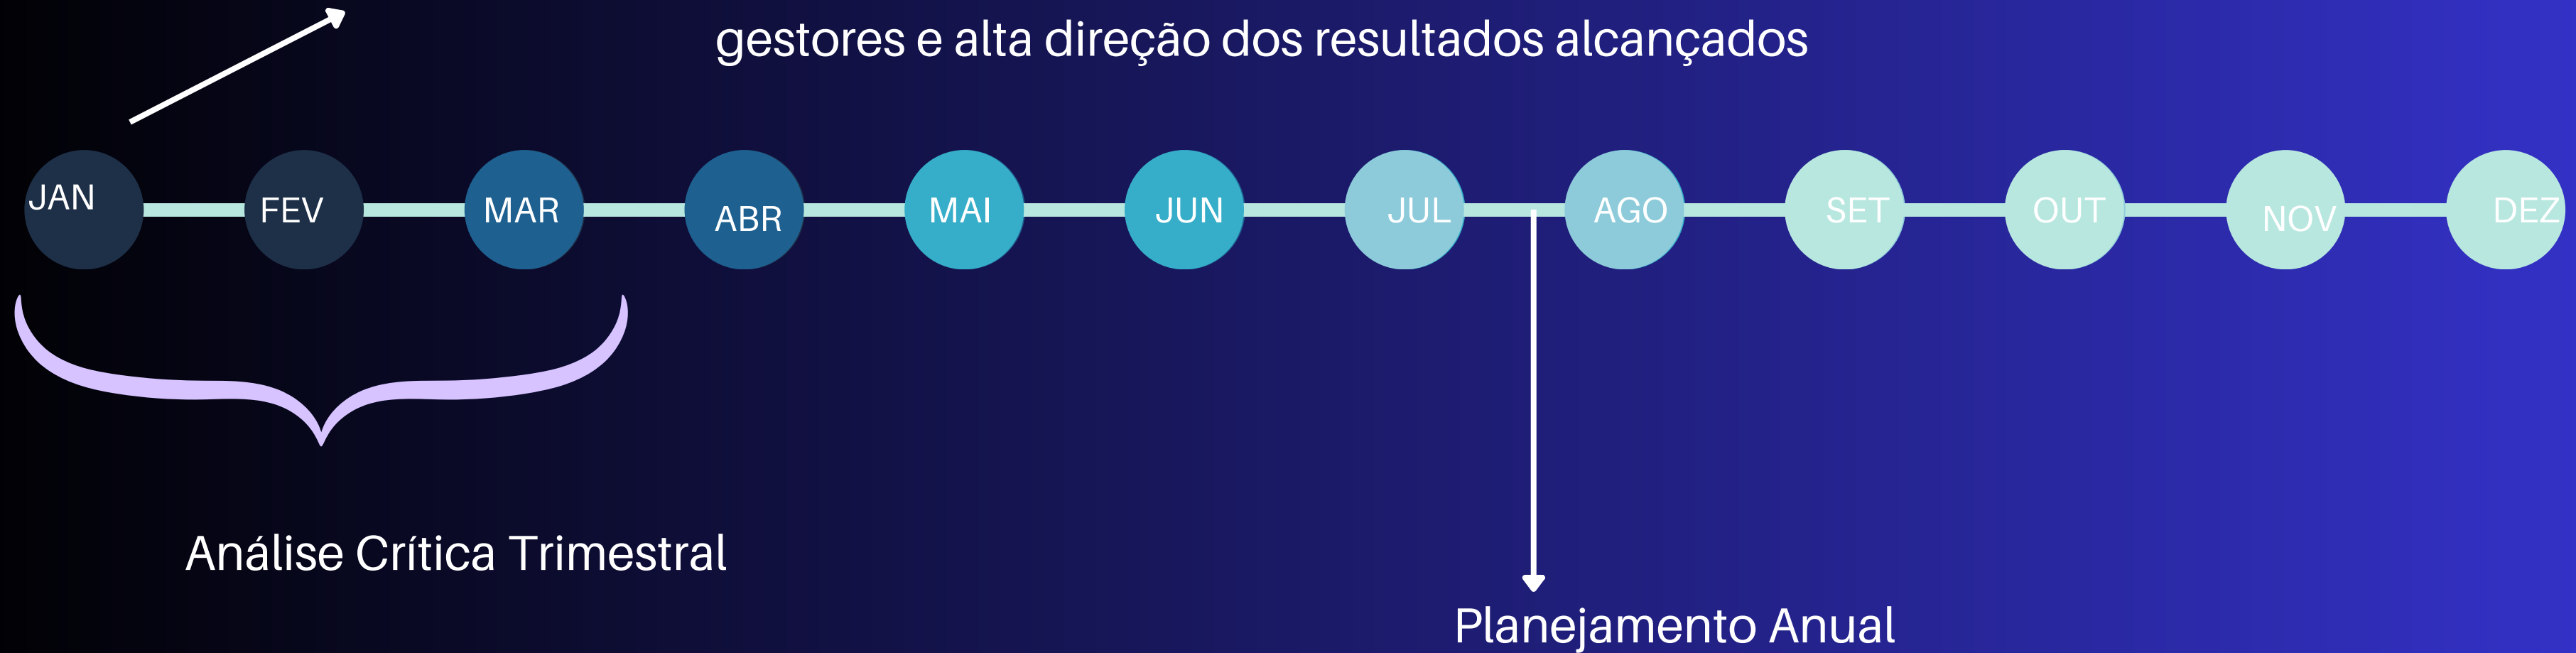 gestores e alta direção dos resultados alcançados
JAN FEV MAR ABR MAI JUN JUL AGO SET OUT NOV DEZ
Análise Crítica Trimestral
Planejamento Anual